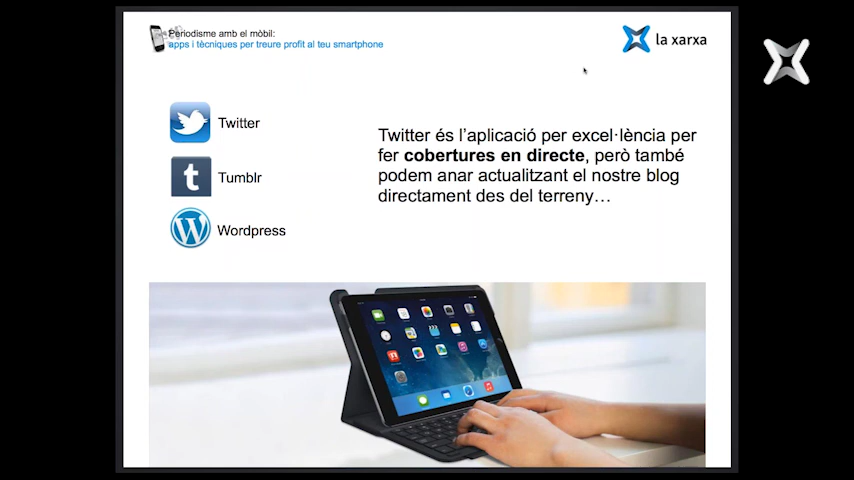 Periodisme amb el mòbil:
apps i tècniques per treure profit al teu smartphone
la xarxa
Twitter
Tumblr
Wordpress
Twitter és l’aplicació per excel·lència per
fer cobertures en directe, però també
podem anar actualitzant el nostre blog
directament des del terreny…